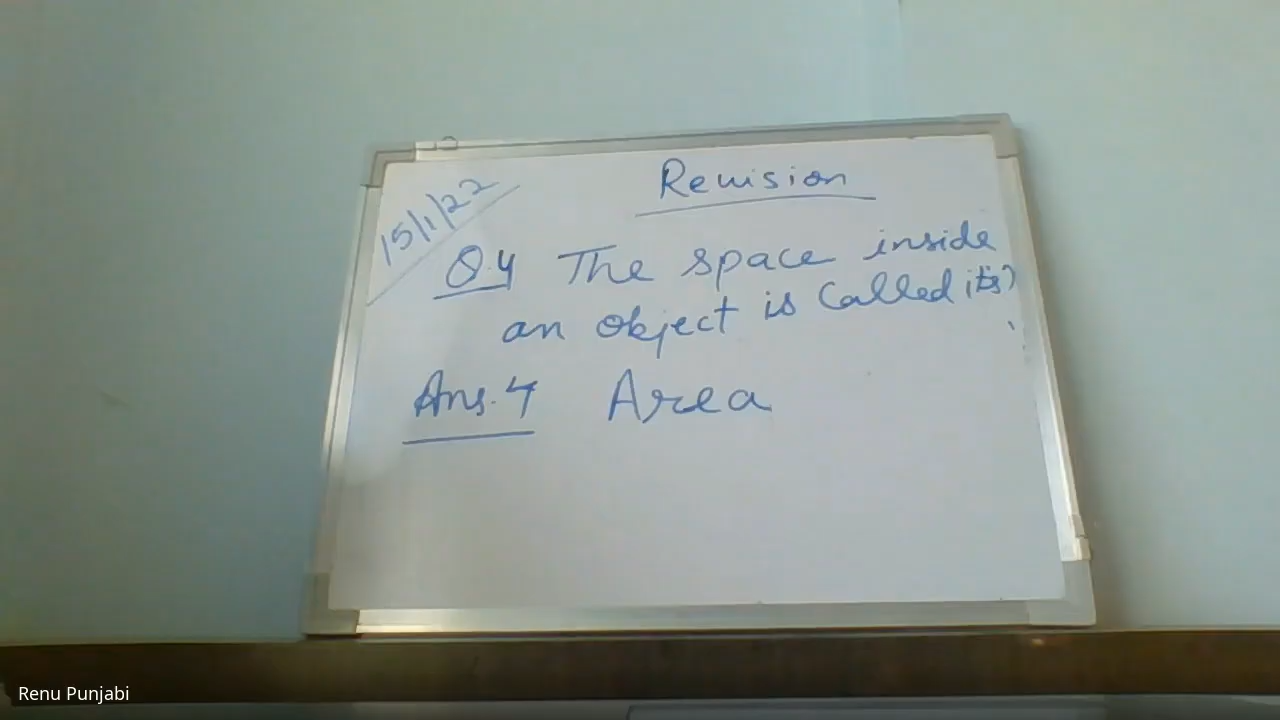 15/1/22
Revision
Q.4 The space inside
an object is called its?
Ans.4 Area
Renu Punjabi